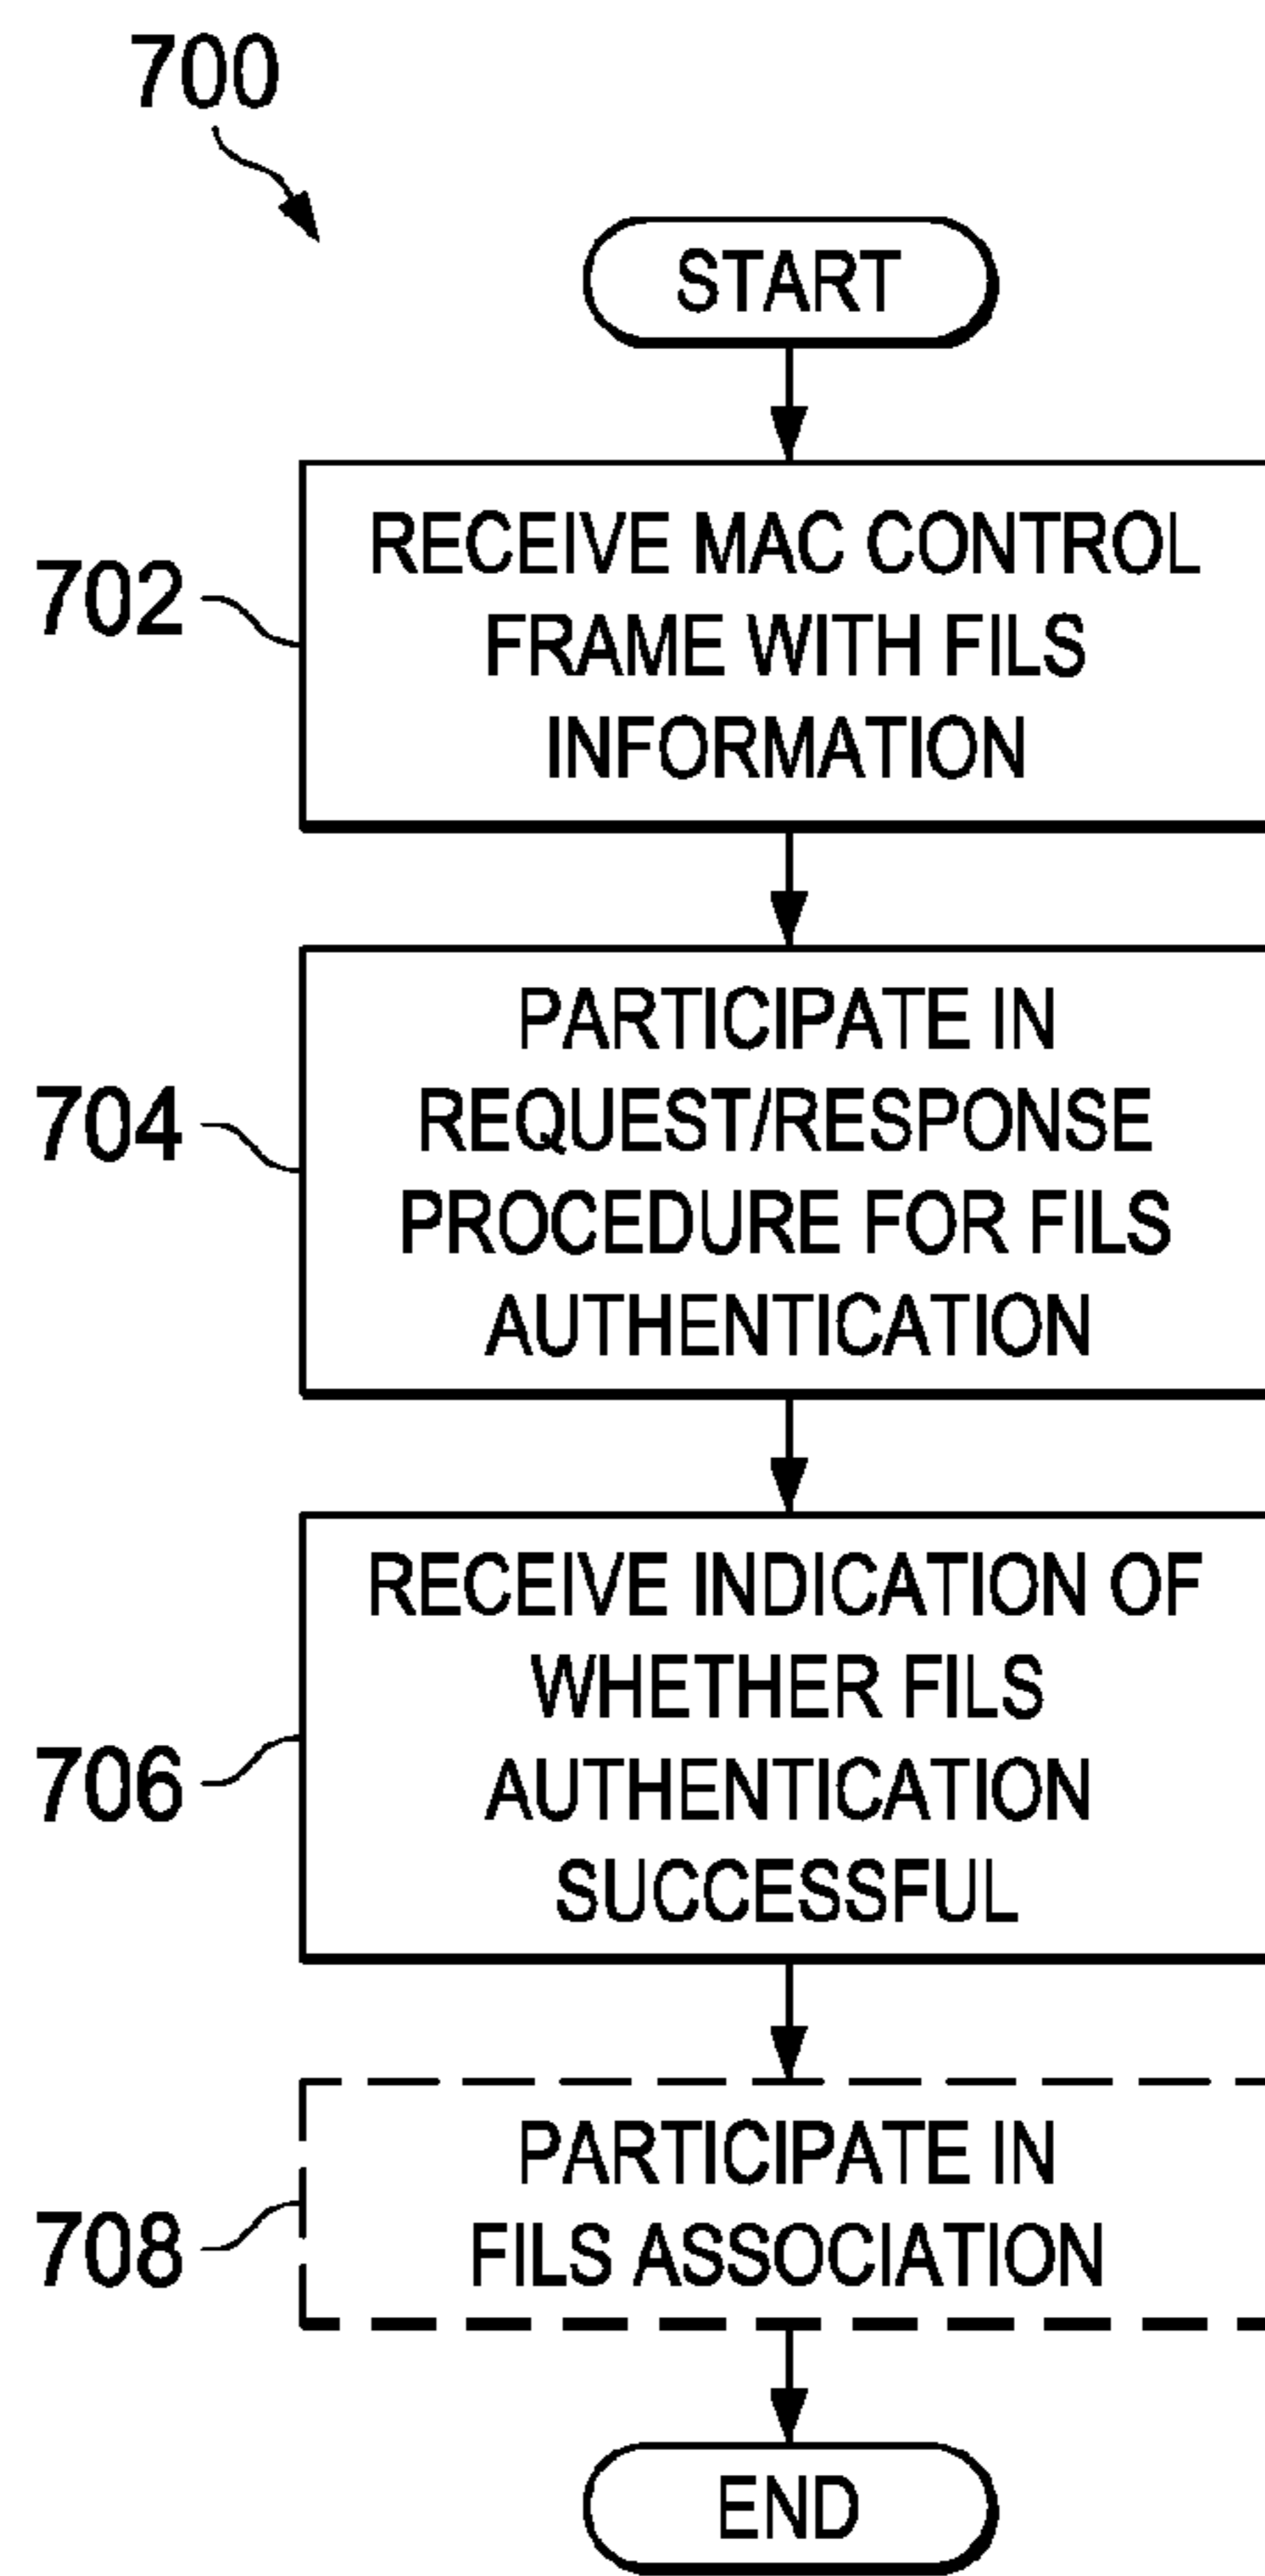 700
START
702
RECEIVE MAC CONTROL
FRAME WITH FILS
INFORMATION
704
PARTICIPATE IN
REQUEST/RESPONSE
PROCEDURE FOR FILS
AUTHENTICATION
706
RECEIVE INDICATION OF
WHETHER FILS
AUTHENTICATION
SUCCESSFUL
708
PARTICIPATE IN
FILS ASSOCIATION
END